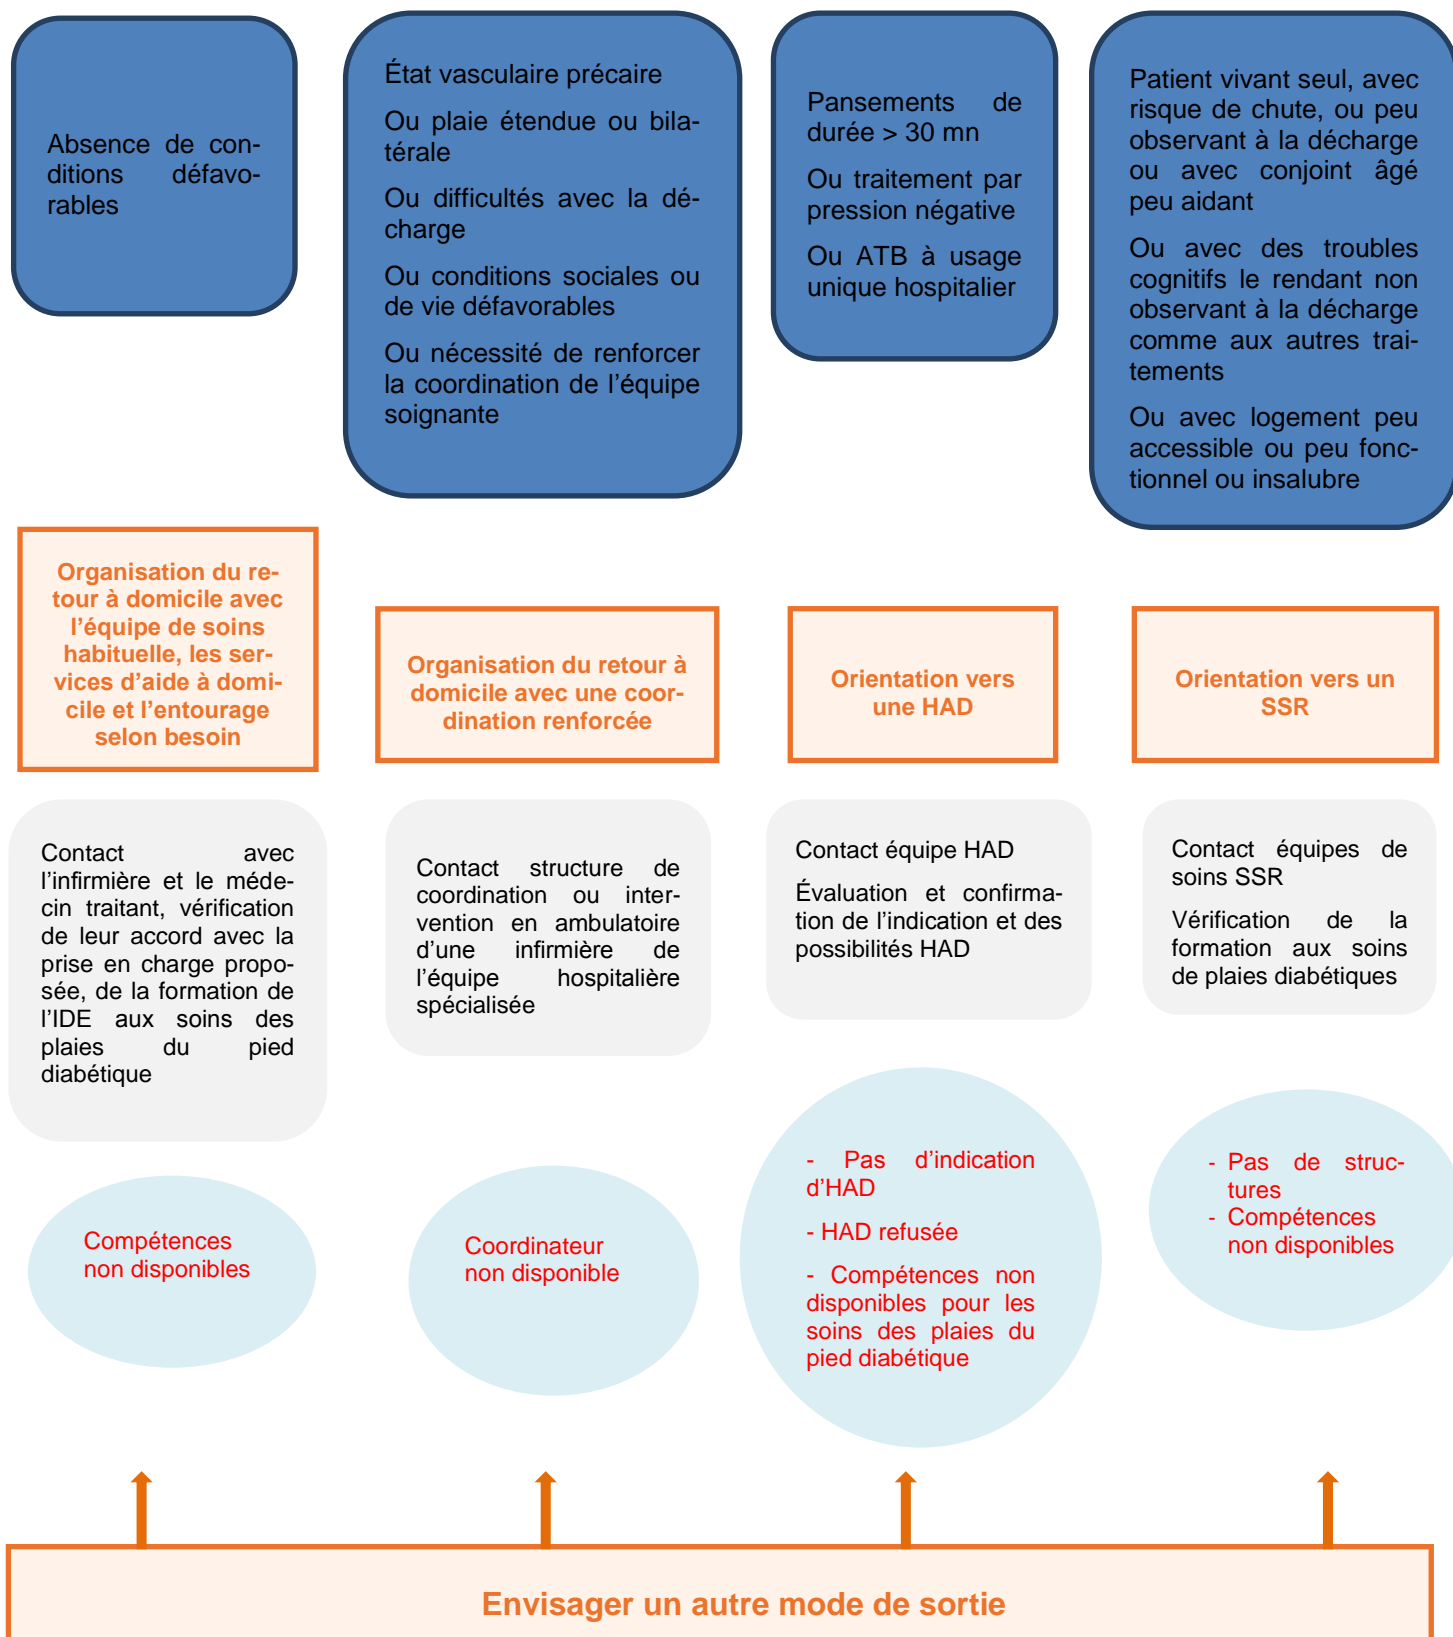 Absence de con-
ditions défavo-
rables
État vasculaire précaire
Ou plaie étendue ou bila-
térale
Ou difficultés avec la dé-
charge
Ou conditions sociales ou
de vie défavorables
Ou nécessité de renforcer
la coordination de l’équipe
soignante
Pansements de
durée > 30 mn
Ou traitement par
pression négative
Ou ATB à usage
unique hospitalier
Patient vivant seul, avec
risque de chute, ou peu
observant à la décharge
ou avec conjoint âgé
peu aidant
Ou avec des troubles
cognitifs le rendant non
observant à la décharge
comme aux autres trai-
tements
Ou avec logement peu
accessible ou peu fonc-
tionnel ou insalubre
Organisation du re-
tour à domicile avec
l’équipe de soins
habituelle, les ser-
vices d’aide à domi-
cile et l’entourage
selon besoin
Organisation du retour à
domicile avec une coor-
dination renforcée
Orientation vers
une HAD
Orientation vers un
SSR
Contact avec
l’infirmière et le méde-
cin traitant, vérification
de leur accord avec la
prise en charge propo-
sée, de la formation de
l’IDE aux soins des
plaies du pied
diabétique
Contact structure de
coordination ou inter-
vention en ambulatoire
d’une infirmière de
l’équipe hospitalière
spécialisée
Contact équipe HAD
Évaluation et confirma-
tion de l’indication et des
possibilités HAD
Contact équipes de
soins SSR
Vérification de la
formation aux soins
de plaies diabétiques
Compétences
non disponibles
Coordinateur
non disponible
- Pas d’indication
d’HAD
- HAD refusée
- Compétences non
disponibles pour les
soins des plaies du
pied diabétique
- Pas de struc-
tures
- Compétences
non disponibles
Envisager un autre mode de sortie